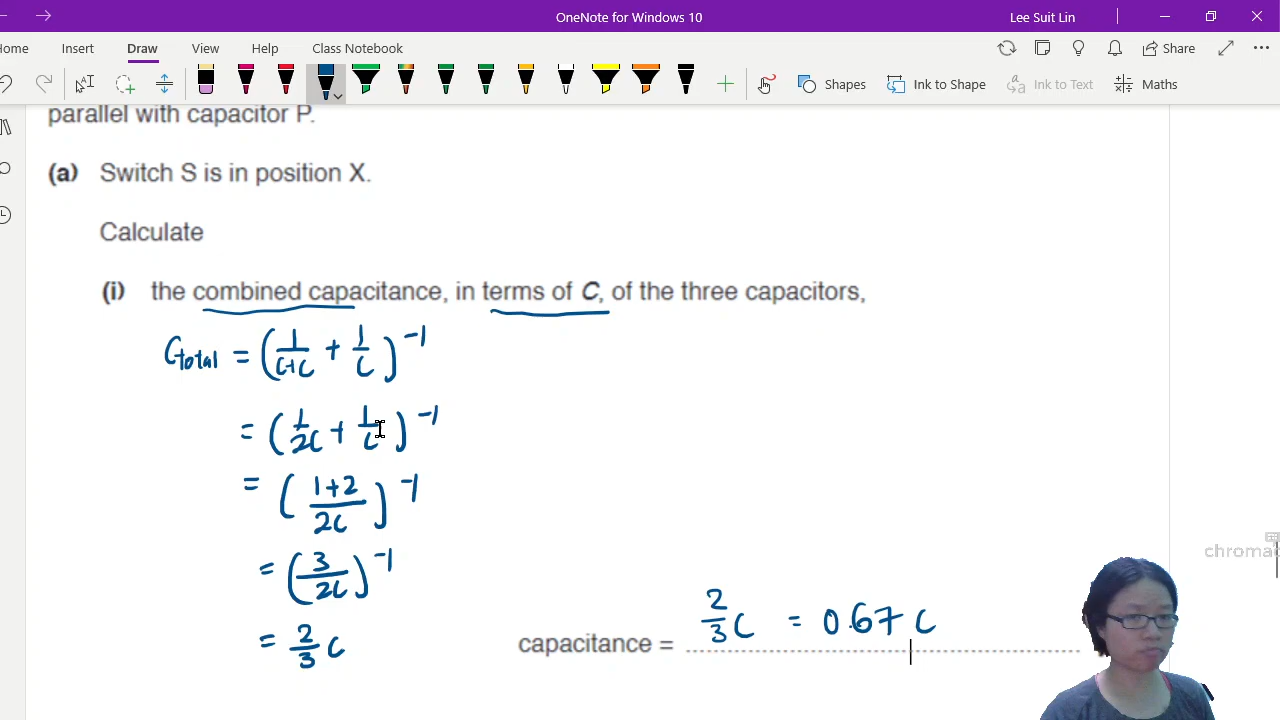 OneNote for Windows 10
Lee Suit Lin
Insert Draw View Help Class Notebook Share
Shapes Ink to Shape Ink to Text Maths
parallel with capacitor P.
(a) Switch S is in position X.
Calculate
(i) the combined capacitance, in terms of C, of the three capacitors,
Ctotal = (1/(C+C) + 1/C)^-1
= (1/2C + 1/C)^-1
= ((1+2)/2C)^-1
= (3/2C)^-1
= 2/3 C
capacitance = 2/3 C = 0.67 C